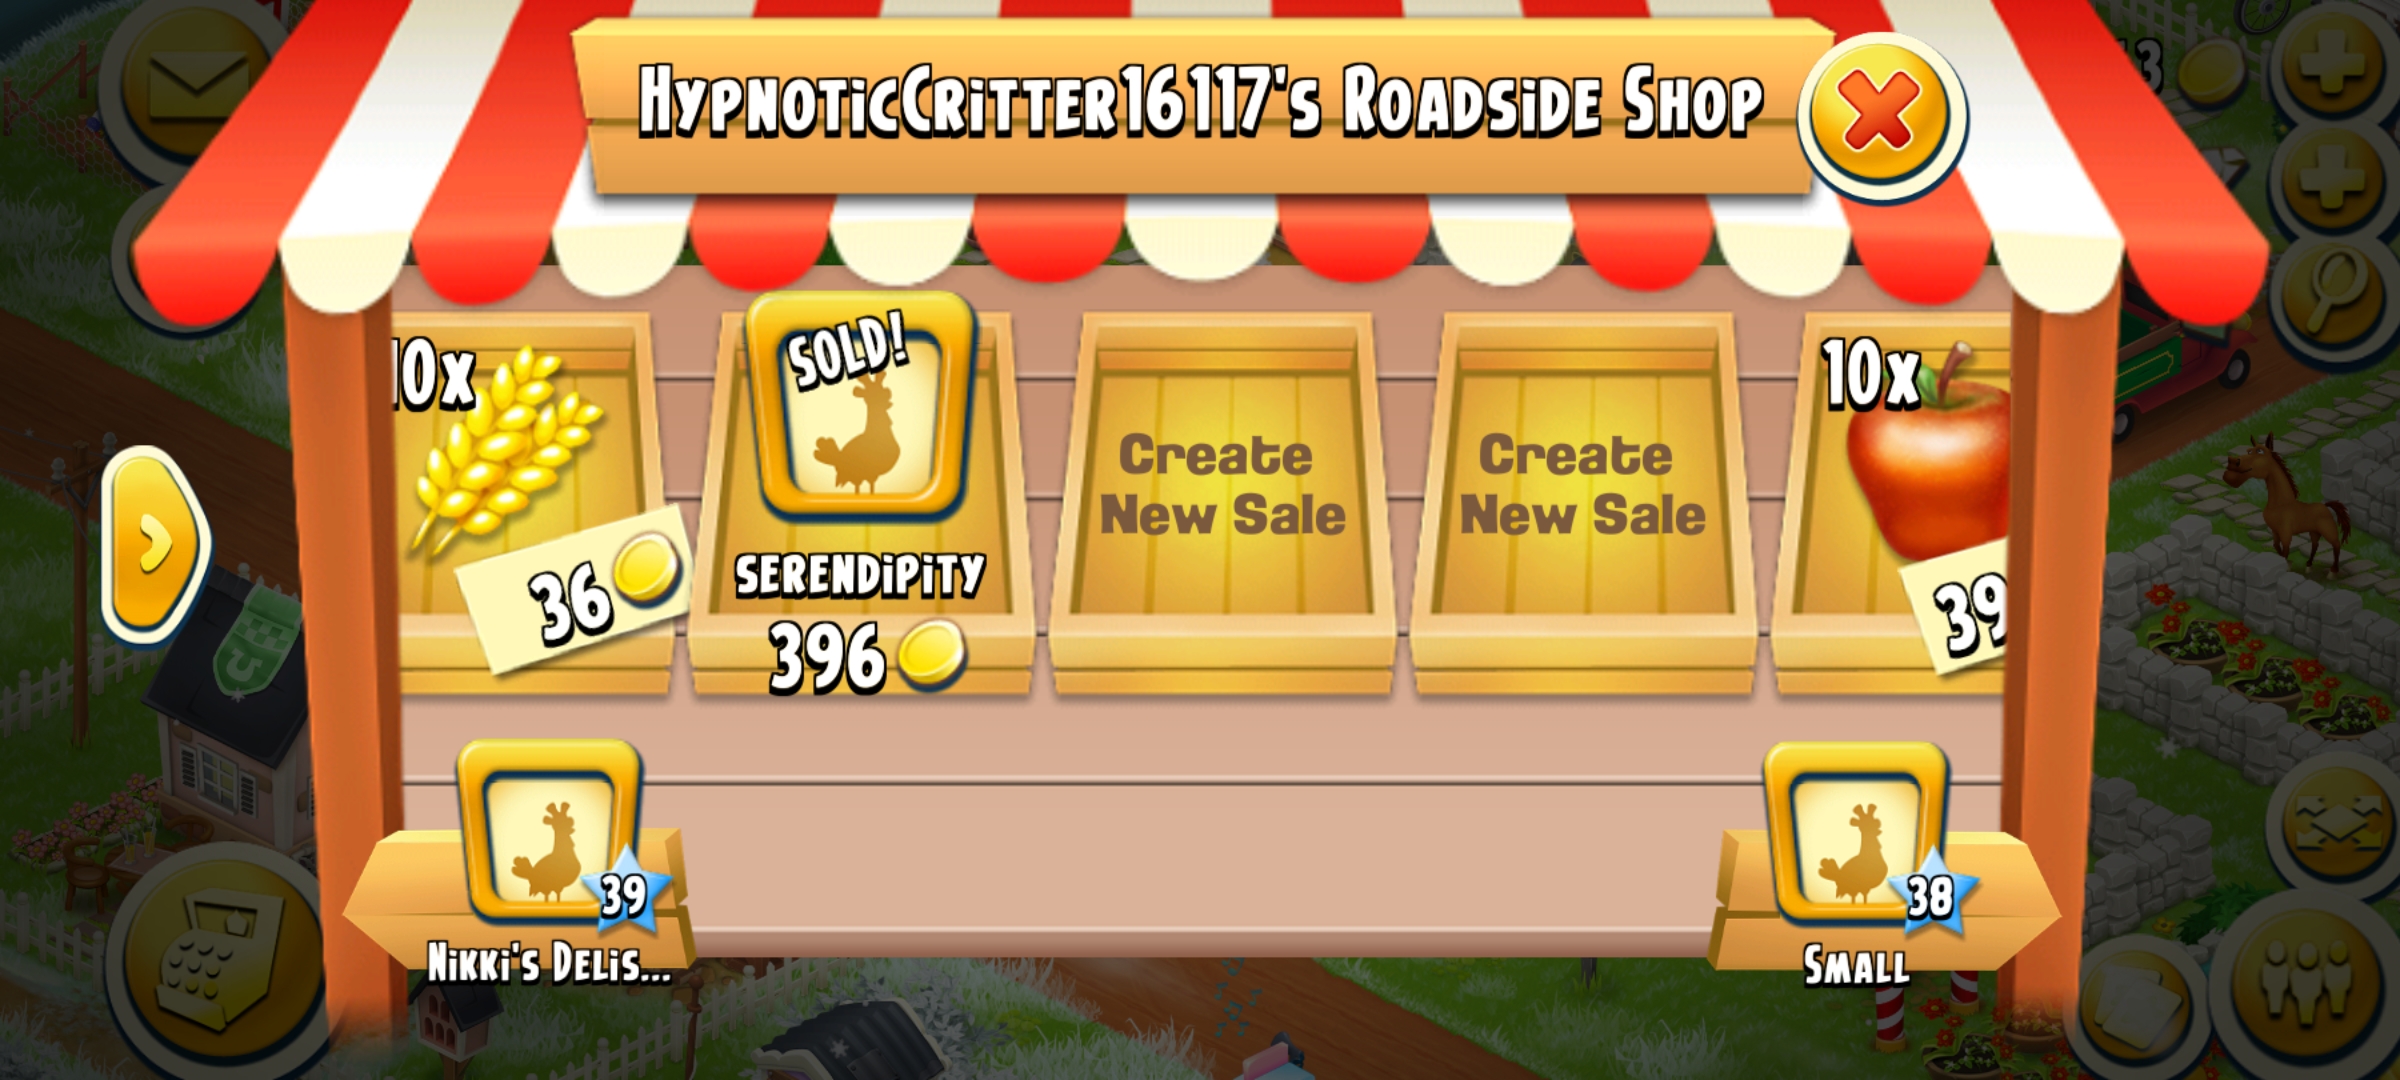 HypnoticCritter16117's Roadside Shop
3
10x
36
SOLD!
SERENDIPITY
396
Create
New Sale
Create
New Sale
10x
39
39
Nikki's Delis...
38
Small